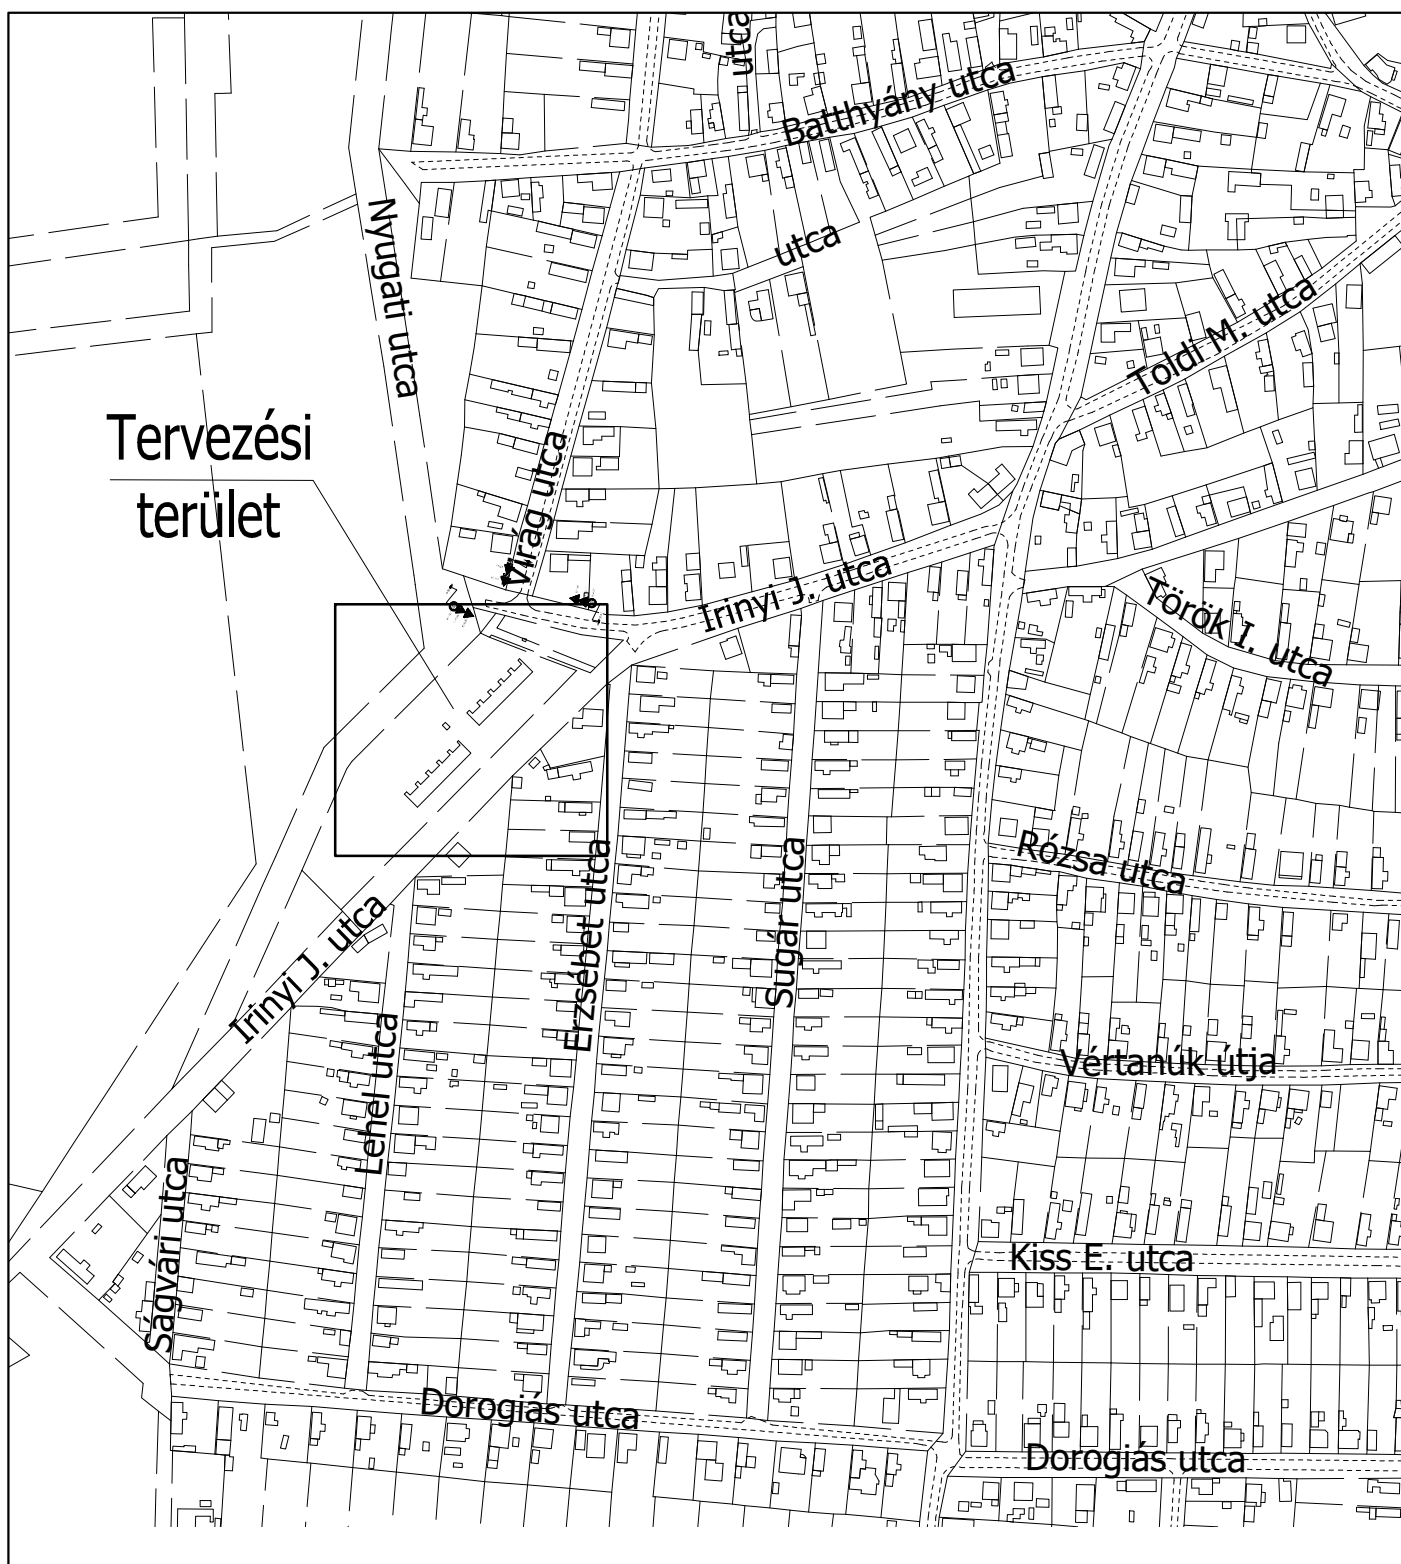 utca
Batthyány utca
Nyugati utca
utca
Toldi M. utca
Tervezési
terület
Virág utca
Irinyi J. utca
Török I. utca
Rózsa utca
Erzsébet utca
Sugár utca
Irinyi J. utca
Lehel utca
Vértanúk útja
Ságvári utca
Kiss E. utca
Dorogiás utca
Dorogiás utca